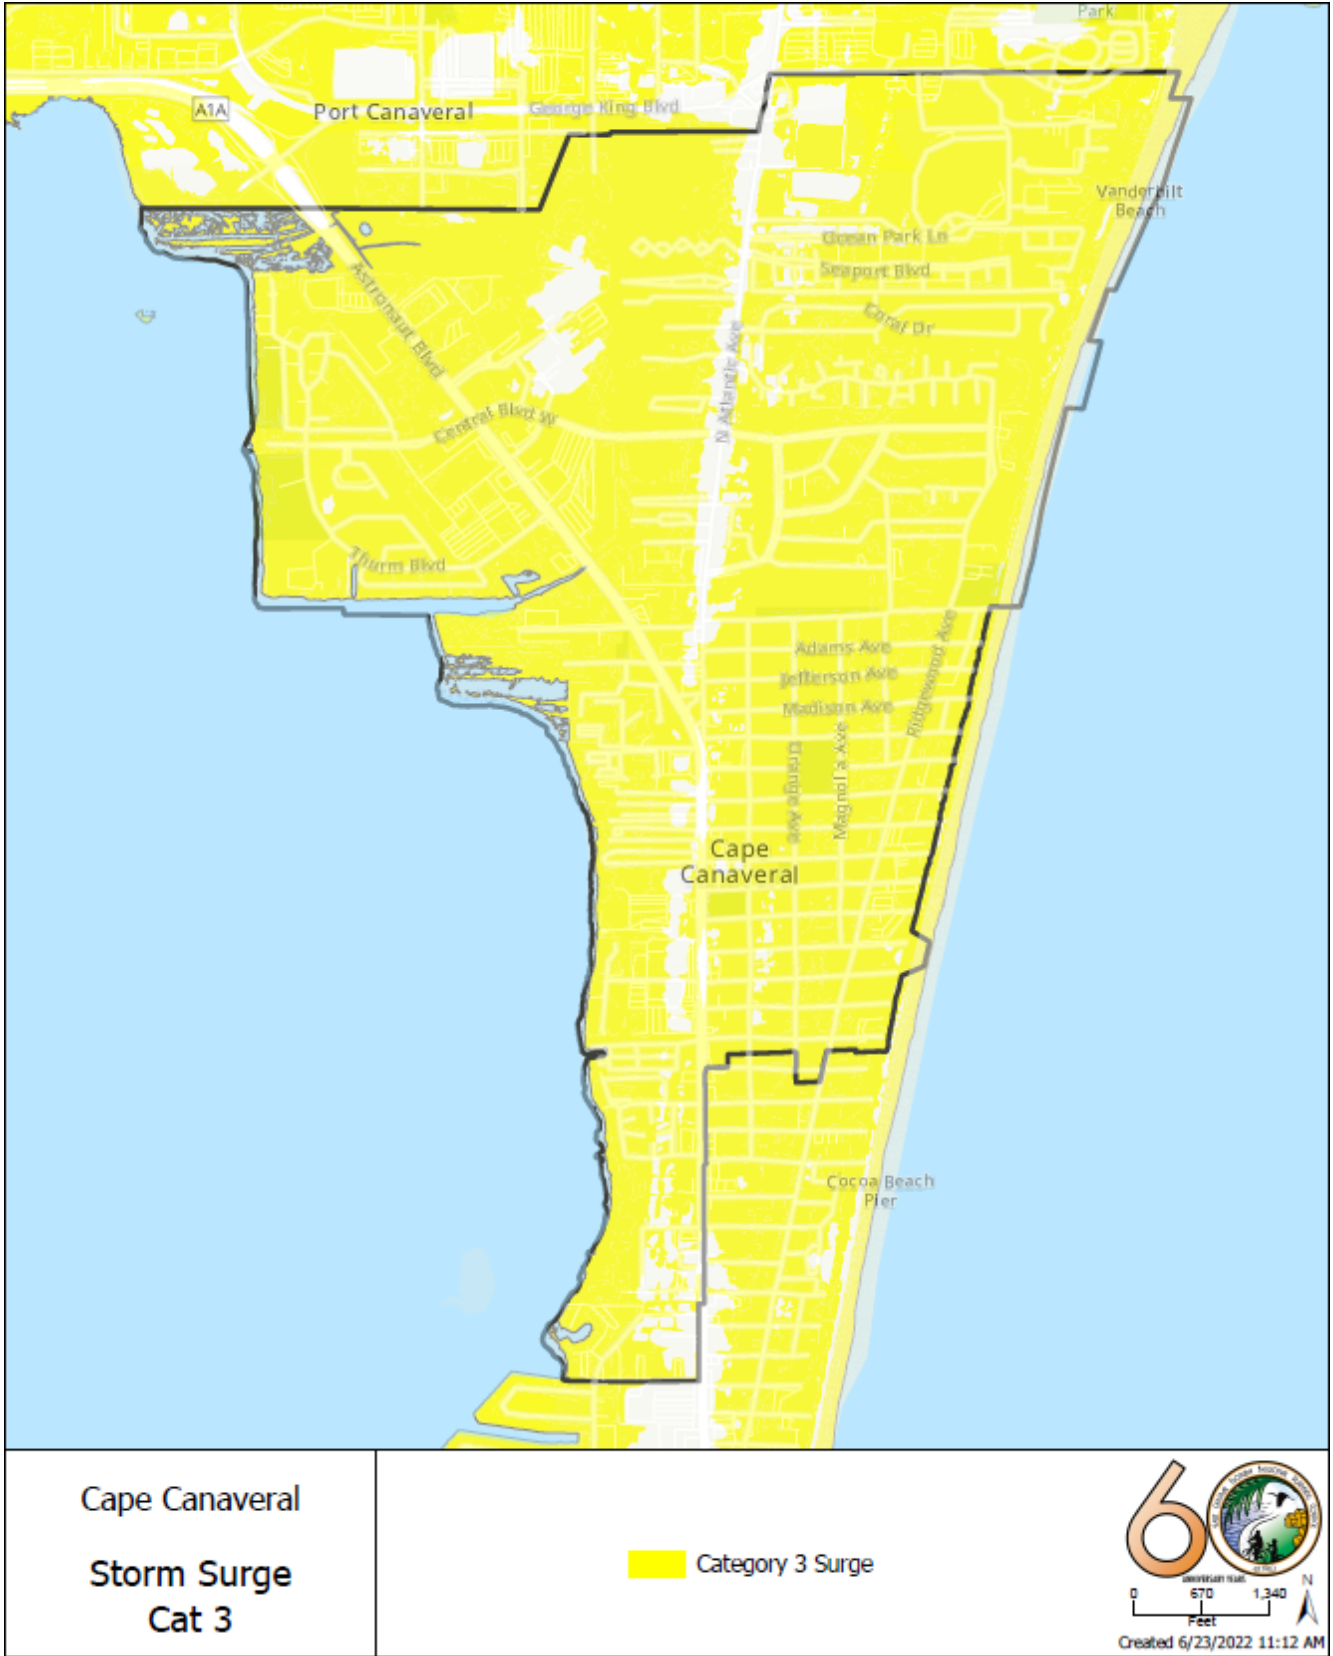 Park
A1A
Port Canaveral
George King Blvd
Vanderbilt
Beach
Ocean Park Ln
Seaport Blvd
Coral Dr
Astronaut Blvd
N Atlantic Ave
Central Blvd W
Thurm Blvd
Adams Ave
Jefferson Ave
Madison Ave
Ridgewood Ave
Orange Ave
Magnolia Ave
Cape
Canaveral
Cocoa Beach
Pier
Cape Canaveral
Storm Surge
Cat 3
Category 3 Surge
60
ANNIVERSARY YEARS
N
0 670 1,340
Feet
Created 6/23/2022 11:12 AM